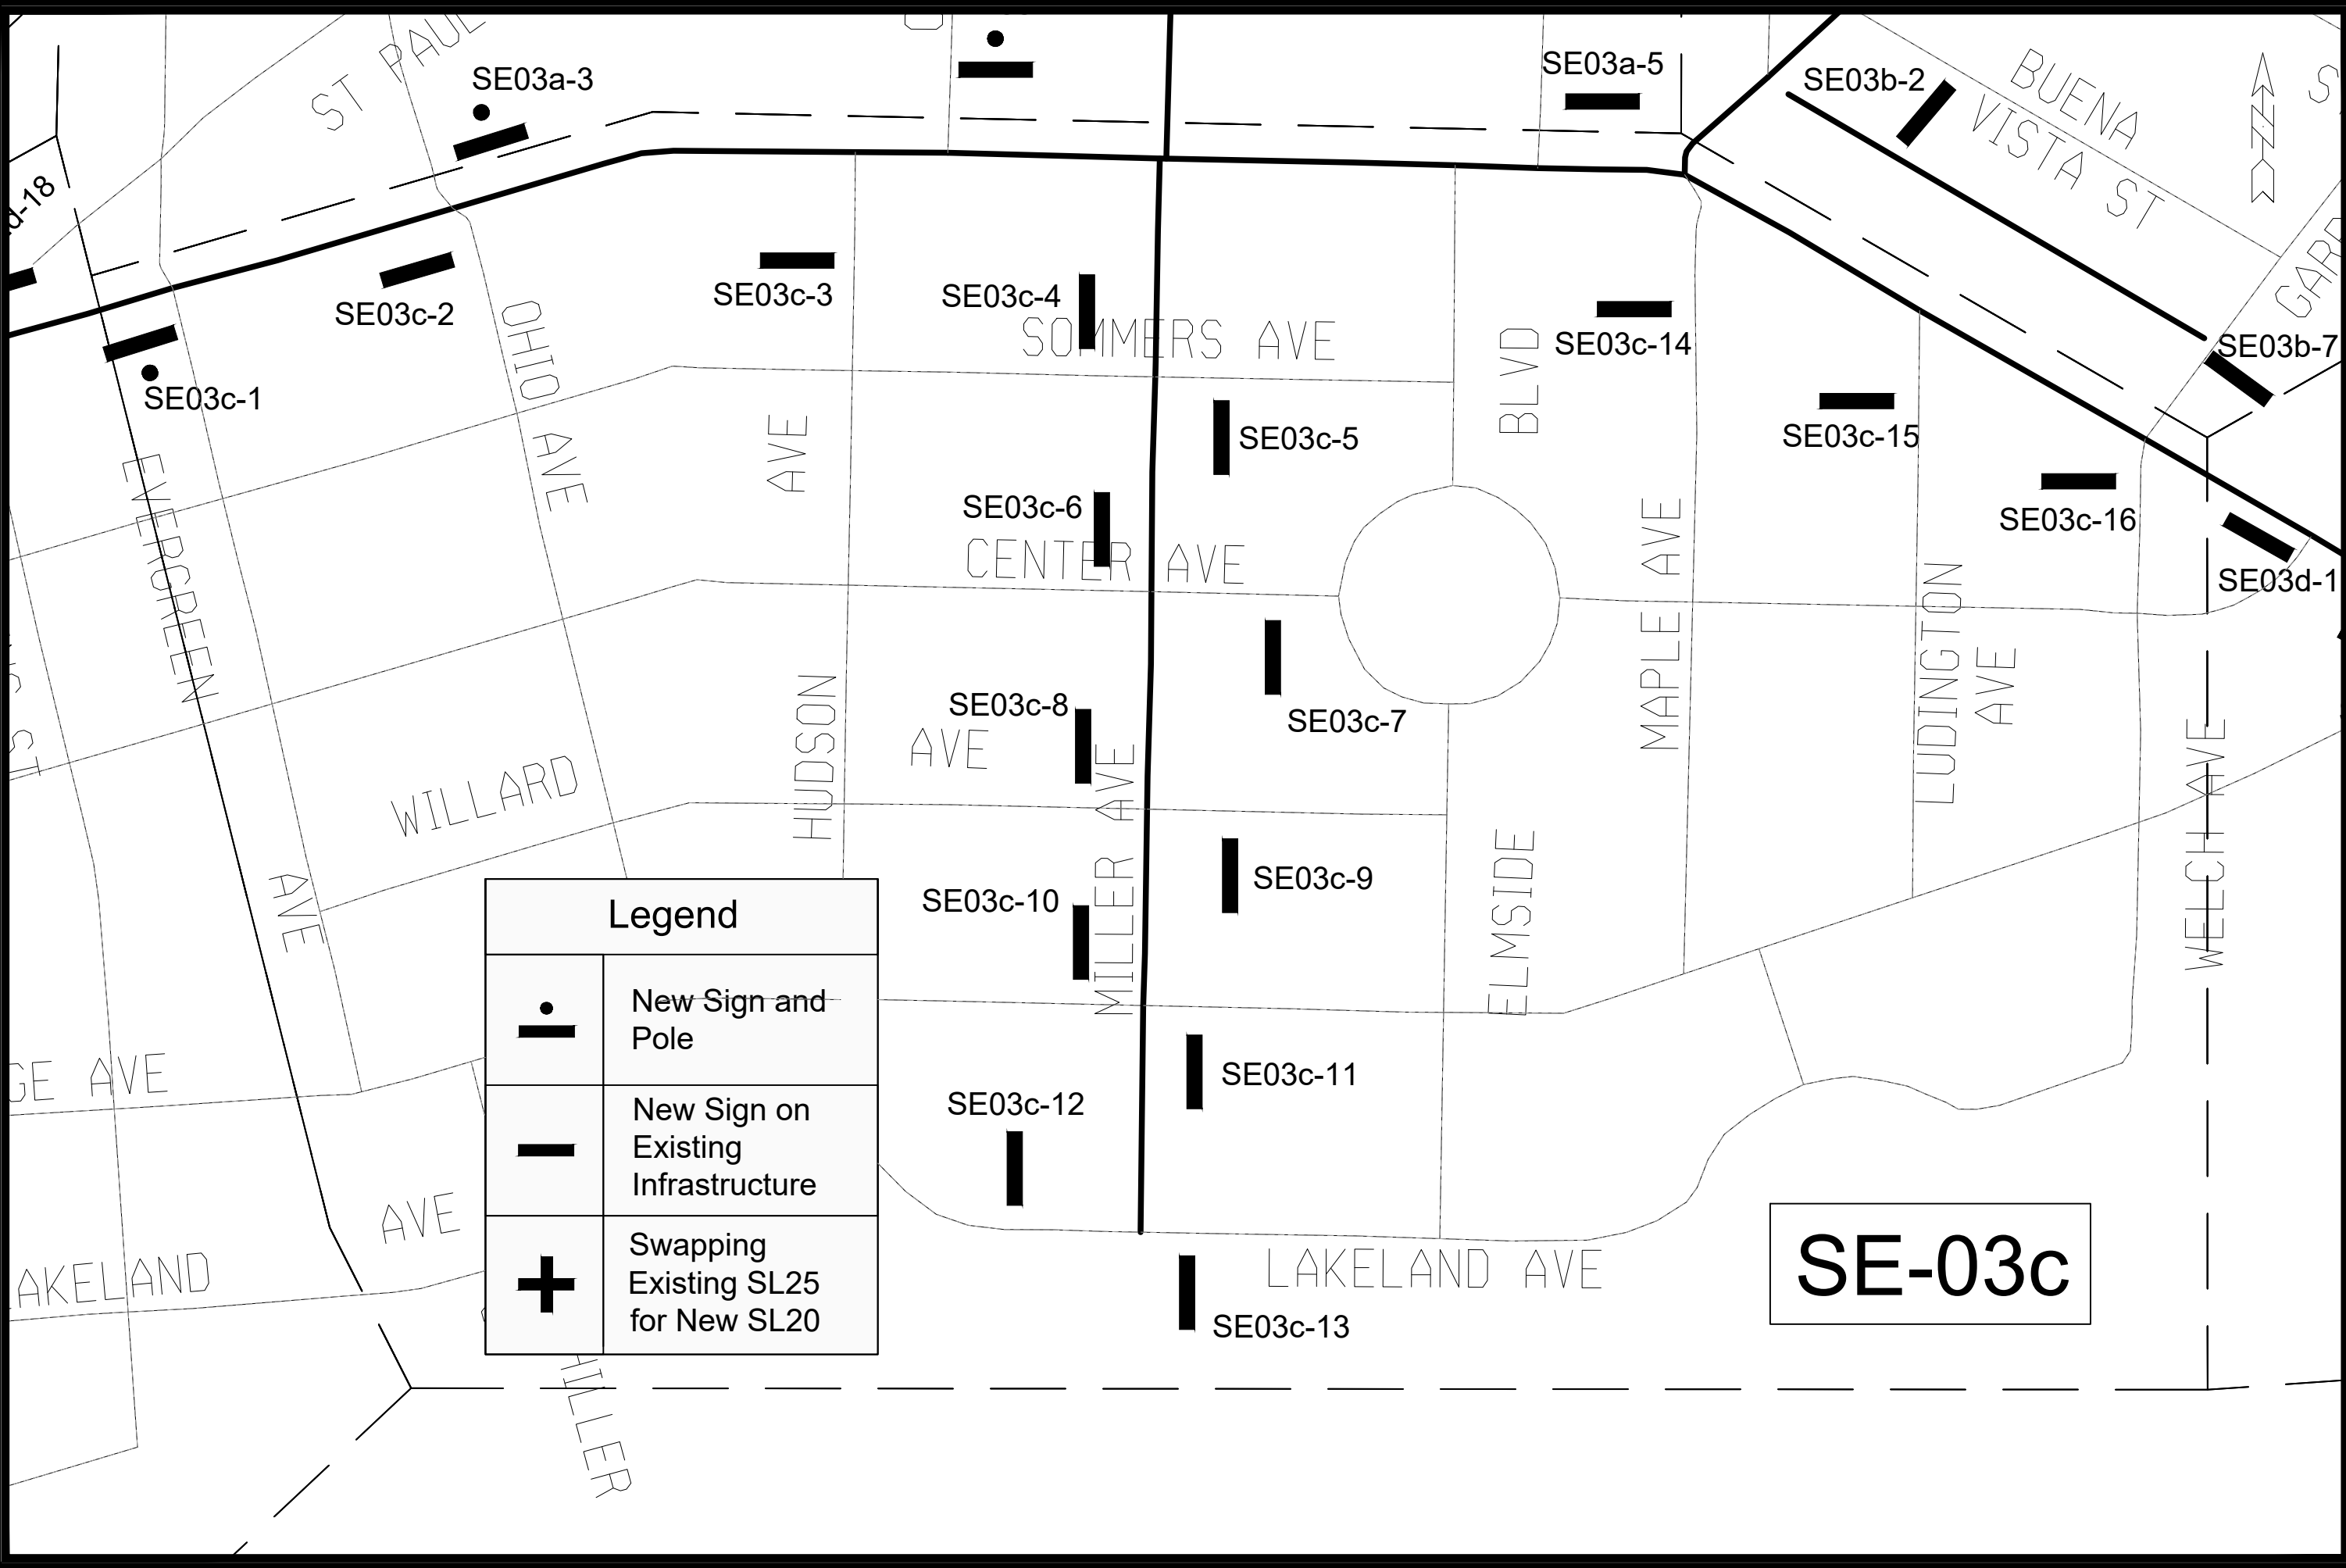 ST PAUL
SE03a-3
SE03a-5
SE03b-2
BUENA
VISTA ST
N
d-18
SE03c-2
SE03c-3
SE03c-4
SOMMERS AVE
SE03c-14
SE03b-7
SE03c-1
OHIO AVE
AVE
BLVD
SE03c-5
SE03c-15
SE03c-6
CENTER AVE
SE03c-16
SE03d-1
EVERGREEN
AVE
MAPLE AVE
LUDINGTON
AVE
SE03c-7
SE03c-8
AVE
WILLARD
HUDSON
MILLER AVE
WELCH AVE
SE03c-9
SE03c-10
ELMSIDE
SE03c-11
SE03c-12
GE AVE
AVE
AKELAND
LAKELAND AVE
SE03c-13
Legend
New Sign and
Pole
New Sign on
Existing
Infrastructure
Swapping
Existing SL25
for New SL20
SE-03c